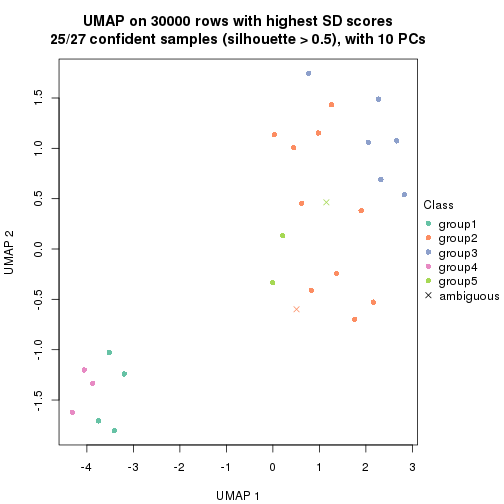 UMAP on 30000 rows with highest SD scores
25/27 confident samples (silhouette > 0.5), with 10 PCs
UMAP 2
1.5
1.0
0.5
0.0
-0.5
-1.0
-1.5
-4
-3
-2
-1
0
1
2
3
UMAP 1
Class
group1
group2
group3
group4
group5
ambiguous